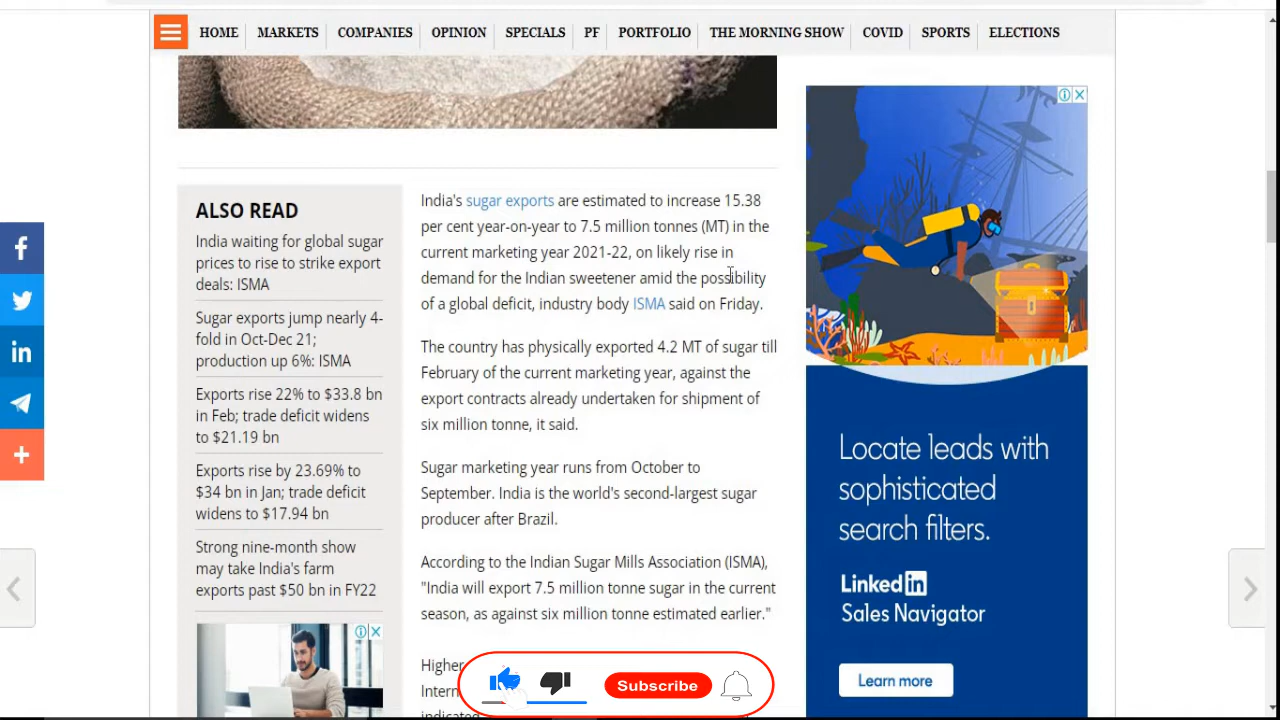 HOME
MARKETS
COMPANIES
OPINION
SPECIALS
PF
PORTFOLIO
THE MORNING SHOW
COVID
SPORTS
ELECTIONS
ALSO READ
India waiting for global sugar
prices to rise to strike export
deals: ISMA
Sugar exports jump nearly 4-
fold in Oct-Dec 21;
production up 6%: ISMA
Exports rise 22% to $33.8 bn
in Feb; trade deficit widens
to $21.19 bn
Exports rise by 23.69% to
$34 bn in Jan; trade deficit
widens to $17.94 bn
Strong nine-month show
may take India's farm
exports past $50 bn in FY22
India's sugar exports are estimated to increase 15.38
per cent year-on-year to 7.5 million tonnes (MT) in the
current marketing year 2021-22, on likely rise in
demand for the Indian sweetener amid the possibility
of a global deficit, industry body ISMA said on Friday.
The country has physically exported 4.2 MT of sugar till
February of the current marketing year, against the
export contracts already undertaken for shipment of
six million tonne, it said.
Sugar marketing year runs from October to
September. India is the world's second-largest sugar
producer after Brazil.
According to the Indian Sugar Mills Association (ISMA),
"India will export 7.5 million tonne sugar in the current
season, as against six million tonne estimated earlier."
Higher
Intern
Subscribe
Locate leads with
sophisticated
search filters.
Linked in
Sales Navigator
Learn more